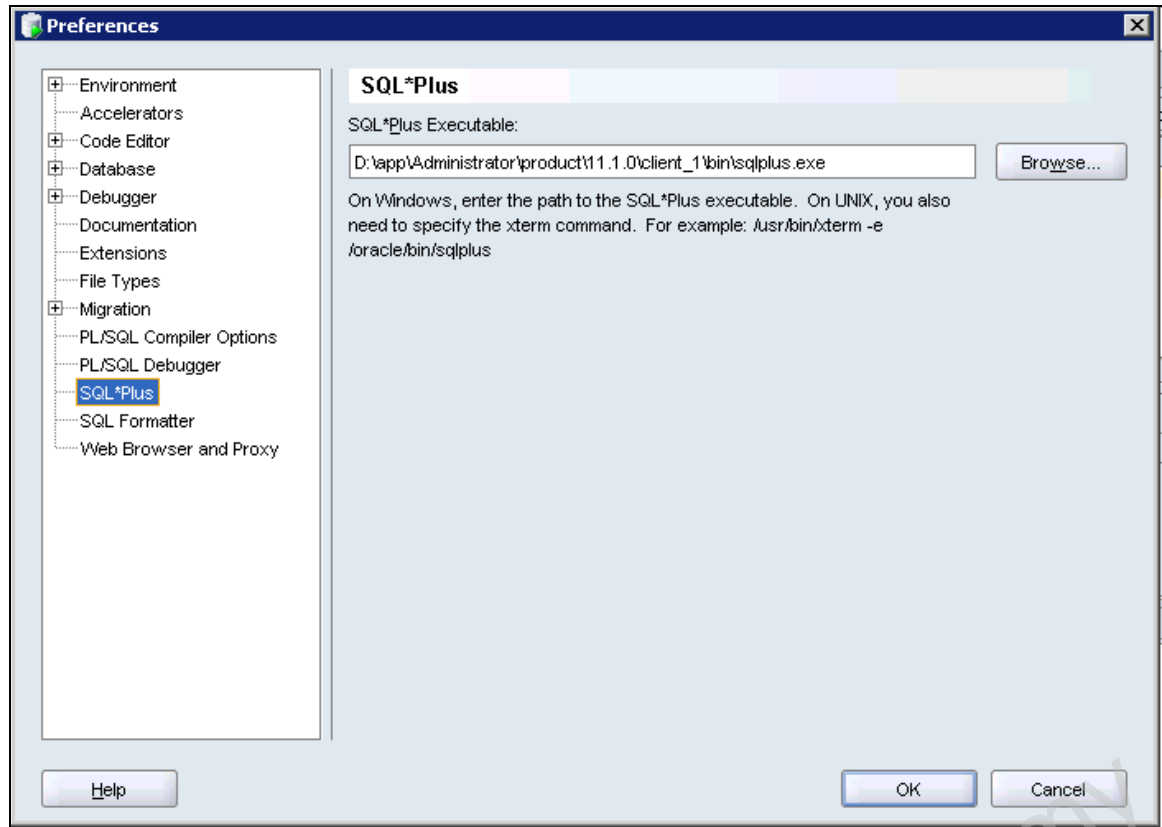 Preferences
Environment
Accelerators
Code Editor
Database
Debugger
Documentation
Extensions
File Types
Migration
PL/SQL Compiler Options
PL/SQL Debugger
SQL*Plus
SQL Formatter
Web Browser and Proxy
SQL*Plus
SQL*Plus Executable:
D:\app\Administrator\product\11.1.0\client_1\bin\sqlplus.exe
Browse...
On Windows, enter the path to the SQL*Plus executable. On UNIX, you also
need to specify the xterm command. For example: /usr/bin/xterm -e
/oracle/bin/sqlplus
Help
OK
Cancel